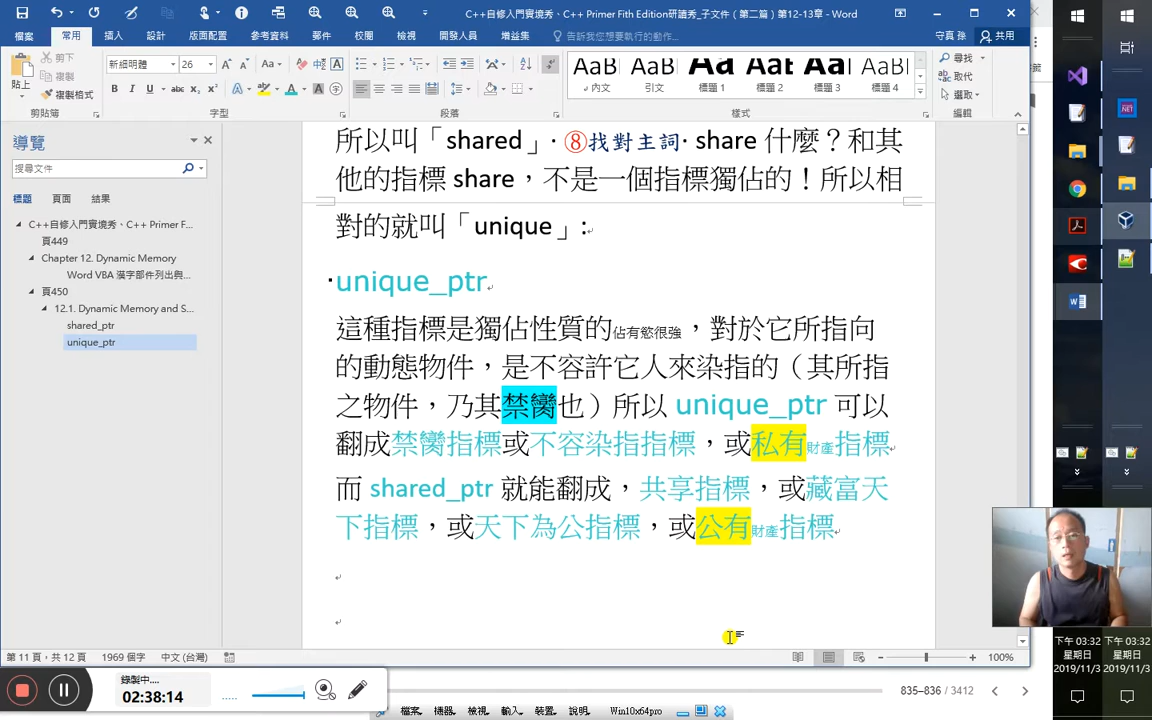 C++自修入門實境秀、C++ Primer Fith Edition研讀秀_子文件（第二篇）第12-13章 - Word
檔案 常用 插入 設計 版面配置 參考資料 郵件 校閱 檢視 開發人員 增益集 告訴我您想要執行的動作... 守真 孫 共用
貼上
剪下
複製
複製格式
新細明體 26
AaB AaB AaB AaB AaB AaBl
內文 引文 標題 1 標題 2 標題 3 標題 4
尋找
取代
選取
剪貼簿 字型 段落 樣式 編輯
導覽
搜尋文件
標題 頁面 結果
C++自修入門實境秀、C++ Primer F...
頁449
Chapter 12. Dynamic Memory
Word VBA 漢字部件列出與...
頁450
12.1. Dynamic Memory and S...
shared_ptr
unique_ptr
所以叫「shared」. ⑧找對主詞. share 什麼？和其
他的指標 share，不是一個指標獨佔的！所以相
對的就叫「unique」:
unique_ptr
這種指標是獨佔性質的佔有慾很強，對於它所指向
的動態物件，是不容許它人來染指的（其所指
之物件，乃其禁臠也）所以 unique_ptr 可以
翻成禁臠指標或不容染指指標，或私有財產指標
而 shared_ptr 就能翻成，共享指標，或藏富天
下指標，或天下為公指標，或公有財產指標
第 11 頁，共 12 頁 1969 個字 中文 (台灣) 100%
錄製中...
02:38:14
835–836 / 3412
檔案 機器 檢視 輸入 裝置 說明 Win10x64pro
下午 03:32
星期日
2019/11/3
下午 03:32
星期日
2019/11/3